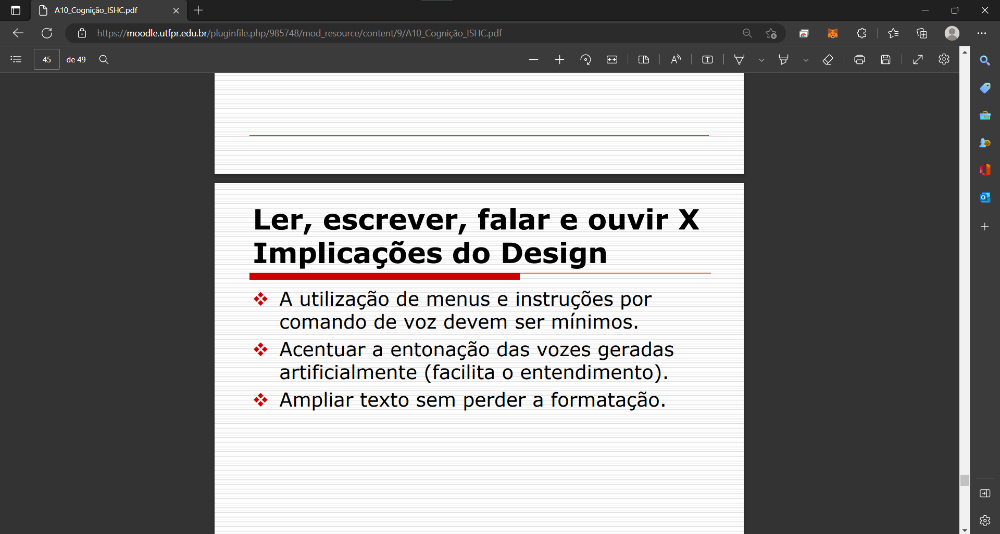 A10_Cognição_ISHC.pdf
https://moodle.utfpr.edu.br/pluginfile.php/985748/mod_resource/content/9/A10_Cognição_ISHC.pdf
45 de 49
Ler, escrever, falar e ouvir X
Implicações do Design
A utilização de menus e instruções por
comando de voz devem ser mínimos.
Acentuar a entonação das vozes geradas
artificialmente (facilita o entendimento).
Ampliar texto sem perder a formatação.